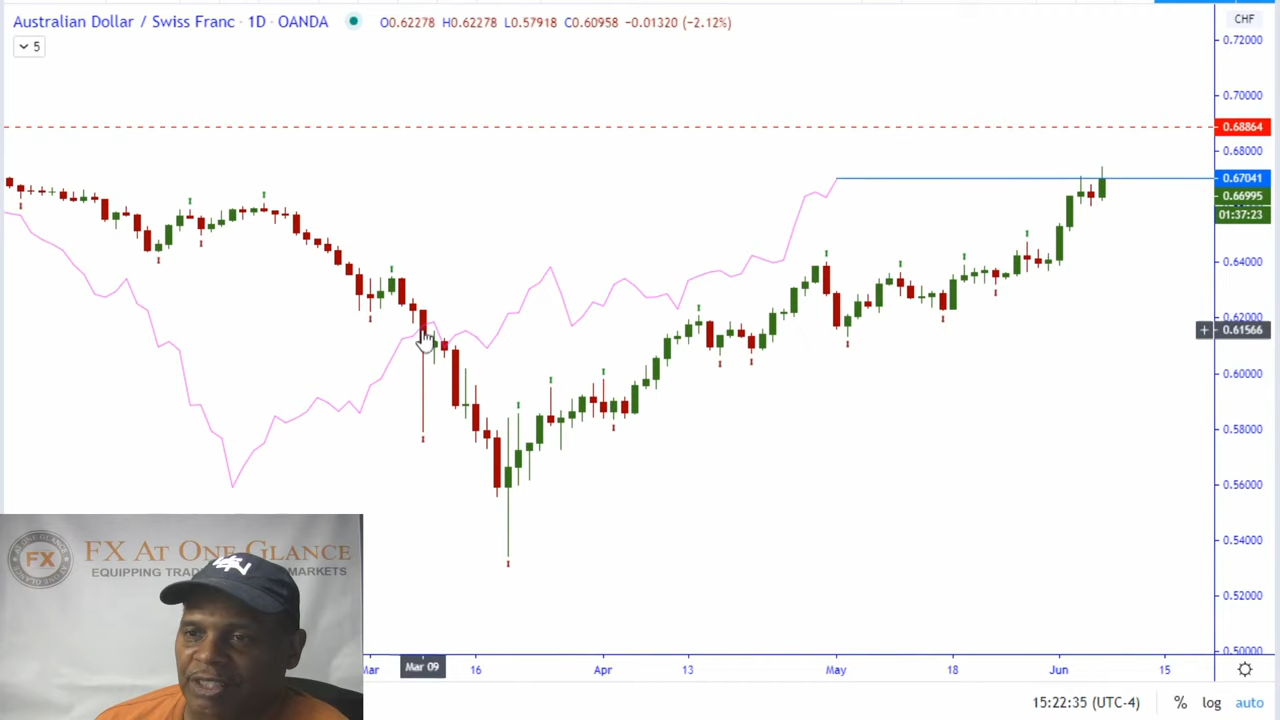 Australian Dollar / Swiss Franc · 1D · OANDA O0.62278 H0.62278 L0.57918 C0.60958 −0.01320 (−2.12%)
CHF
5
0.72000
0.70000
0.68864
0.68000
0.67041
0.66995
01:37:23
0.64000
0.62000
0.61566
0.60000
0.58000
0.56000
0.54000
0.52000
0.50000
FX
AT ONE GLANCE
FX AT ONE GLANCE
EQUIPPING TRAD MARKETS
Mar Mar 09 16 Apr 13 May 18 Jun 15
15:22:35 (UTC-4) % log auto